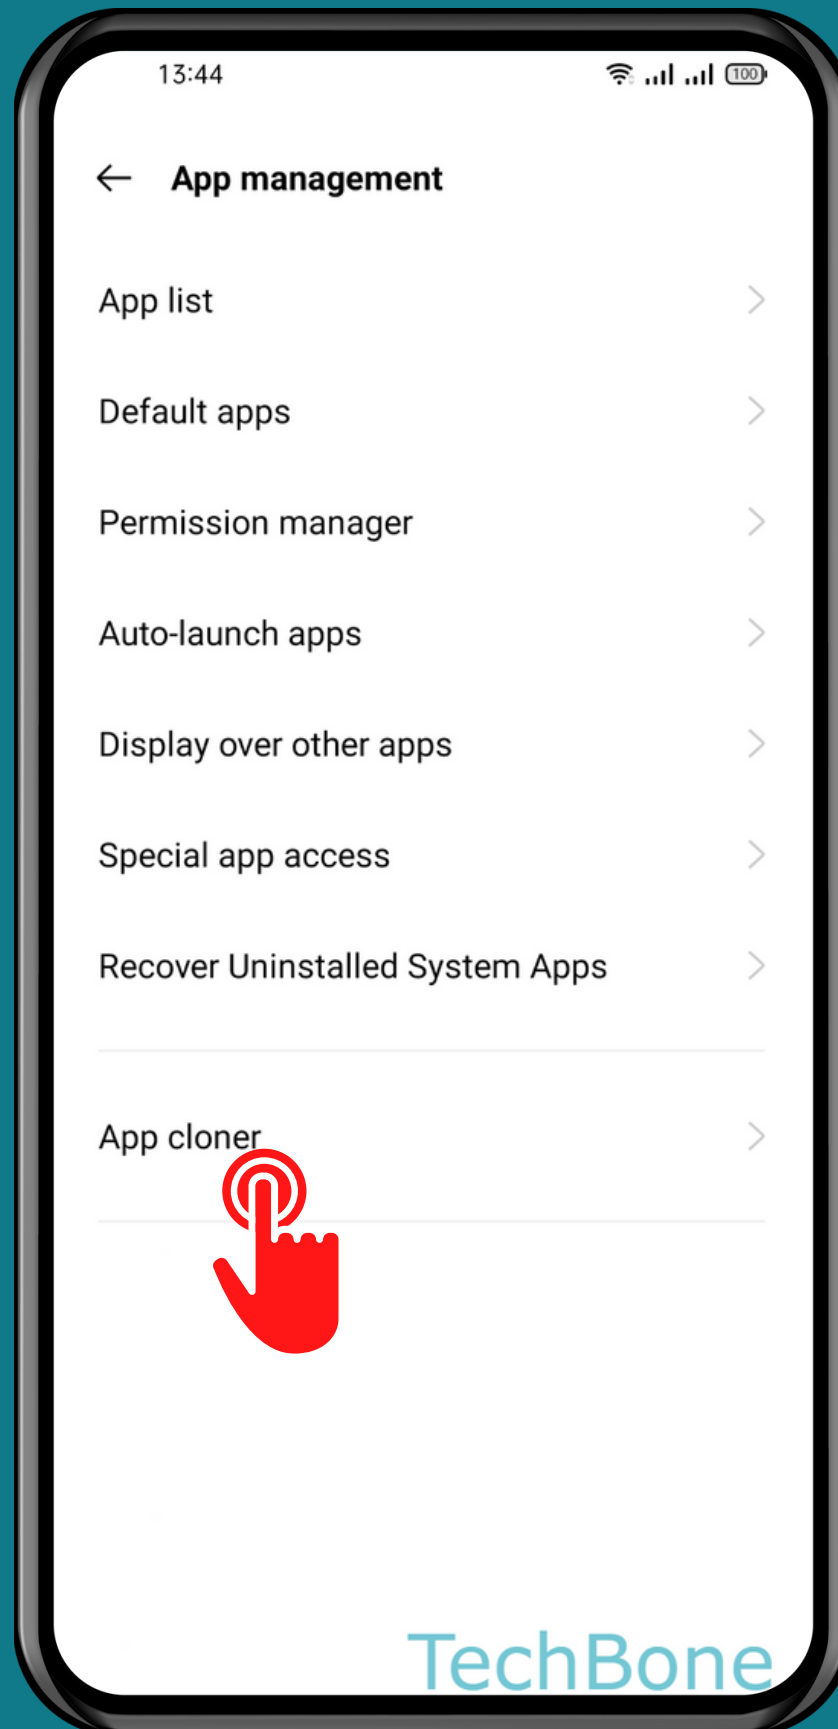 13:44
100
App management
App list
Default apps
Permission manager
Auto-launch apps
Display over other apps
Special app access
Recover Uninstalled System Apps
App cloner
TechBone